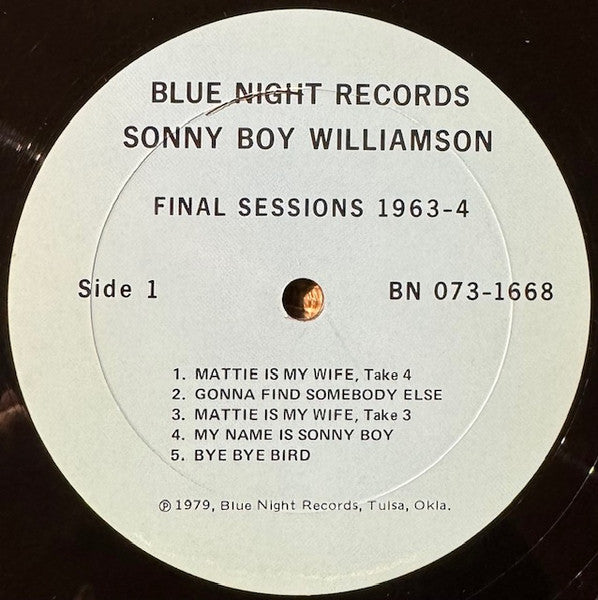 BLUE NIGHT RECORDS
SONNY BOY WILLIAMSON
FINAL SESSIONS 1963-4
Side 1 BN 073-1668
1. MATTIE IS MY WIFE, Take 4
2. GONNA FIND SOMEBODY ELSE
3. MATTIE IS MY WIFE, Take 3
4. MY NAME IS SONNY BOY
5. BYE BYE BIRD
℗ 1979, Blue Night Records, Tulsa, Okla.